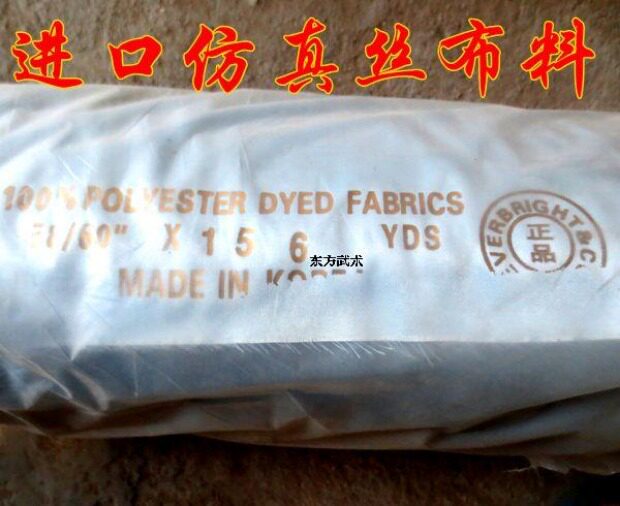 进口仿真丝布料
100% POLYESTER DYED FABRICS
/60" X 1 5 6 YDS
东方武术
MADE IN
EVERBRIGHT & C
正品